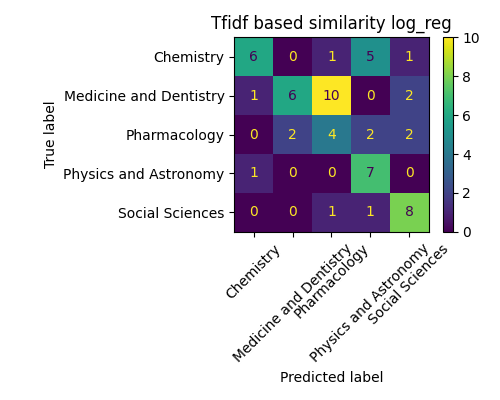 Tfidf based similarity log_reg
True label
Chemistry 6 0 1 5 1
Medicine and Dentistry 1 6 10 0 2
Pharmacology 0 2 4 2 2
Physics and Astronomy 1 0 0 7 0
Social Sciences 0 0 1 1 8
Chemistry
Medicine and Dentistry
Pharmacology
Physics and Astronomy
Social Sciences
Predicted label
10
8
6
4
2
0